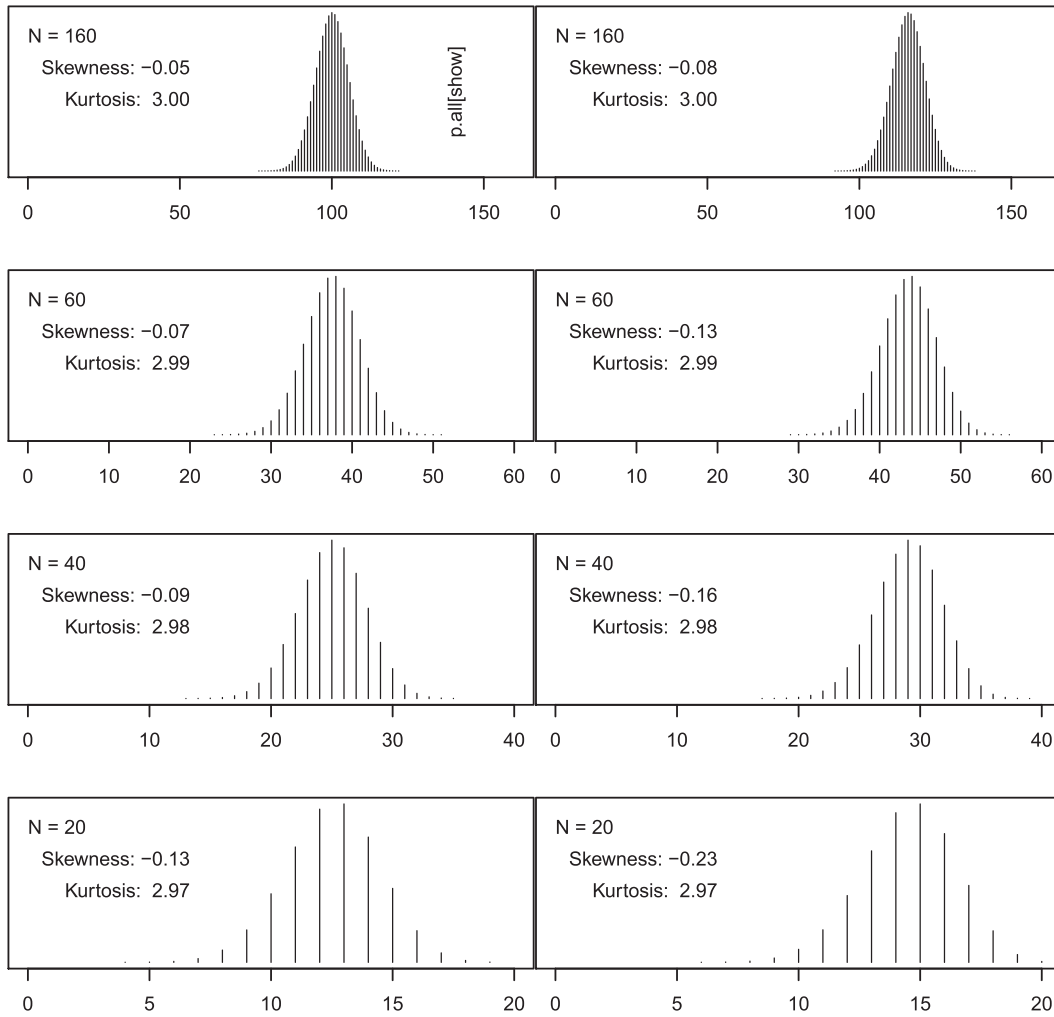 N = 160
Skewness: −0.05
Kurtosis: 3.00
p.all[show]
0 50 100 150
N = 160
Skewness: −0.08
Kurtosis: 3.00
0 50 100 150
N = 60
Skewness: −0.07
Kurtosis: 2.99
0 10 20 30 40 50 60
N = 60
Skewness: −0.13
Kurtosis: 2.99
0 10 20 30 40 50 60
N = 40
Skewness: −0.09
Kurtosis: 2.98
0 10 20 30 40
N = 40
Skewness: −0.16
Kurtosis: 2.98
0 10 20 30 40
N = 20
Skewness: −0.13
Kurtosis: 2.97
0 5 10 15 20
N = 20
Skewness: −0.23
Kurtosis: 2.97
0 5 10 15 20